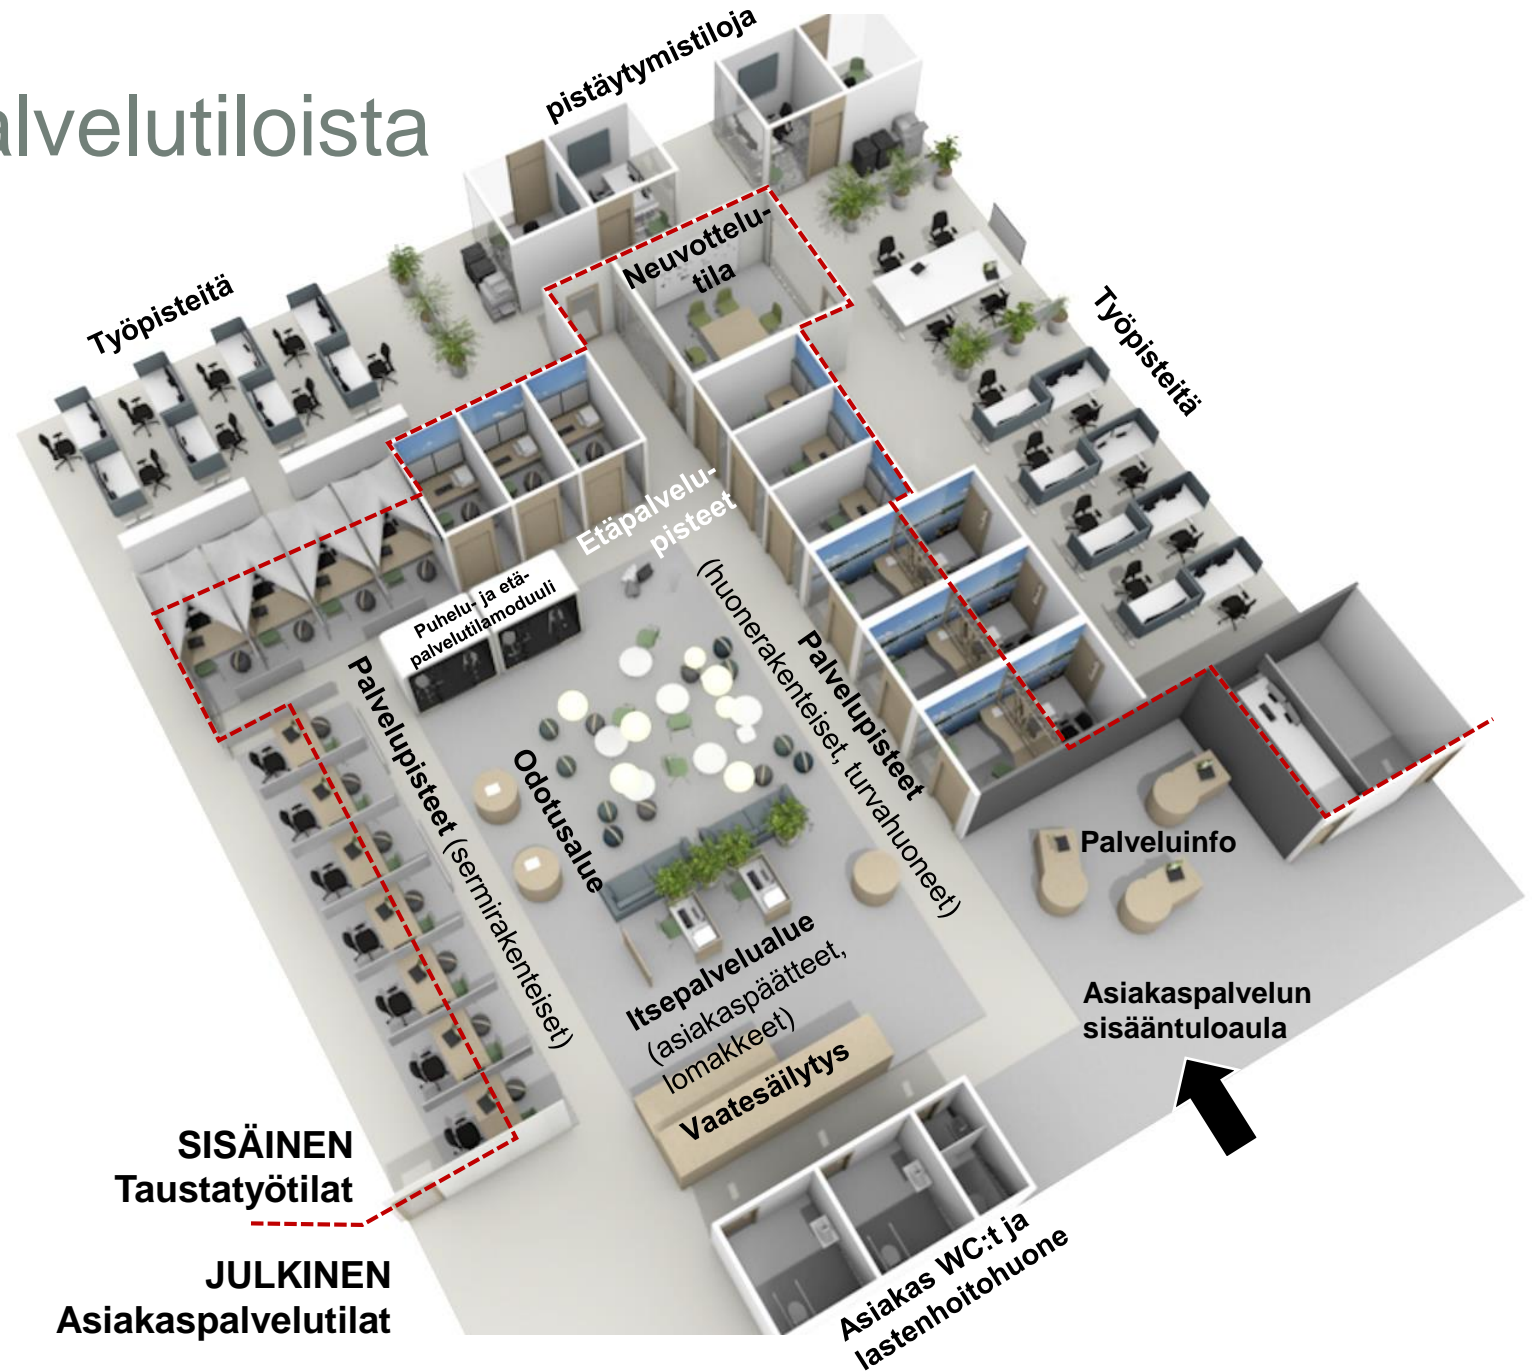 alvelutiloista
pistäytymistiloja
Neuvottelu-
tila
Työpisteitä
Työpisteitä
Etäpalvelu-
pisteet
Puhelu- ja etä-
palvelutilamoduuli
Palvelupisteet (sermirakenteiset)
Palvelupisteet
(huonerakenteiset, turvahuoneet)
Odotusalue
Palveluinfo
Itsepalvelualue
(asiakaspäätteet,
lomakkeet)
Vaatesäilytys
Asiakaspalvelun
sisääntuloaula
SISÄINEN
Taustatyötilat
JULKINEN
Asiakaspalvelutilat
Asiakas WC:t ja
lastenhoitohuone